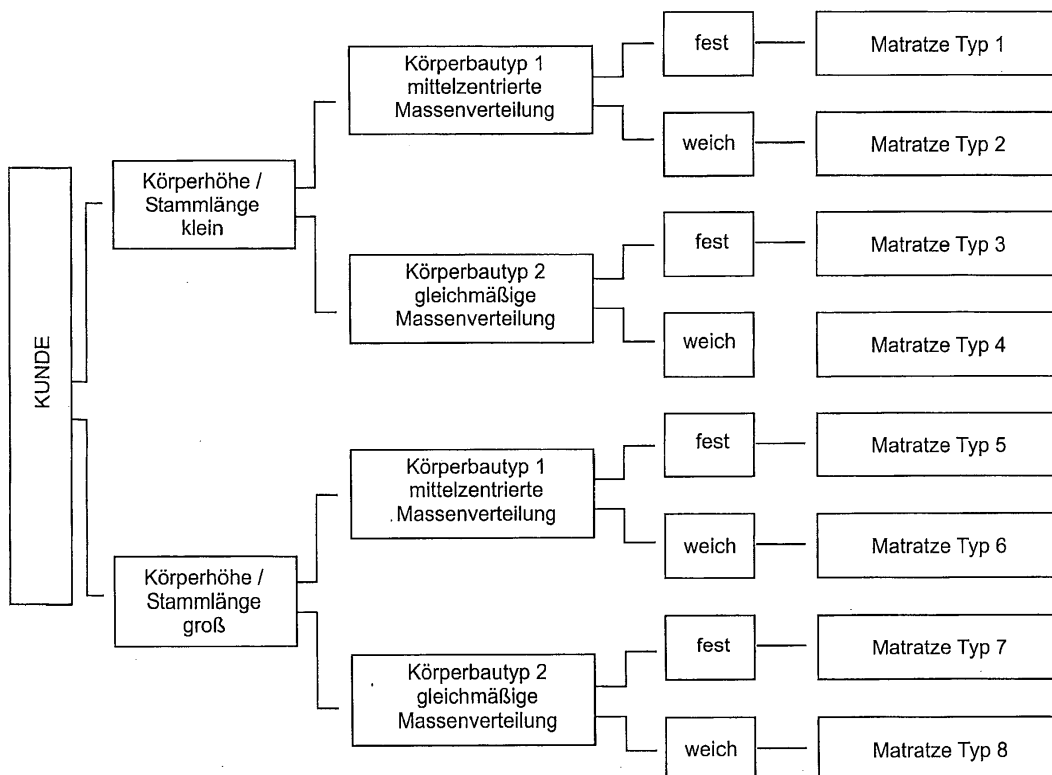 KUNDE
Körperhöhe /
Stammlänge
klein
Körperbautyp 1
mittelzentrierte
Massenverteilung
fest
Matratze Typ 1
weich
Matratze Typ 2
Körperbautyp 2
gleichmäßige
Massenverteilung
fest
Matratze Typ 3
weich
Matratze Typ 4
Körperhöhe /
Stammlänge
groß
Körperbautyp 1
mittelzentrierte
Massenverteilung
fest
Matratze Typ 5
weich
Matratze Typ 6
Körperbautyp 2
gleichmäßige
Massenverteilung
fest
Matratze Typ 7
weich
Matratze Typ 8